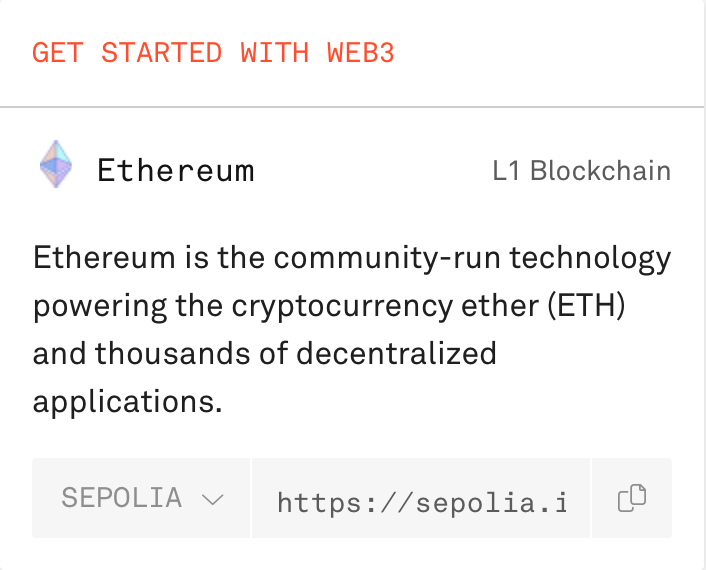 GET STARTED WITH WEB3
Ethereum
L1 Blockchain
Ethereum is the community-run technology
powering the cryptocurrency ether (ETH)
and thousands of decentralized
applications.
SEPOLIA
https://sepolia.i